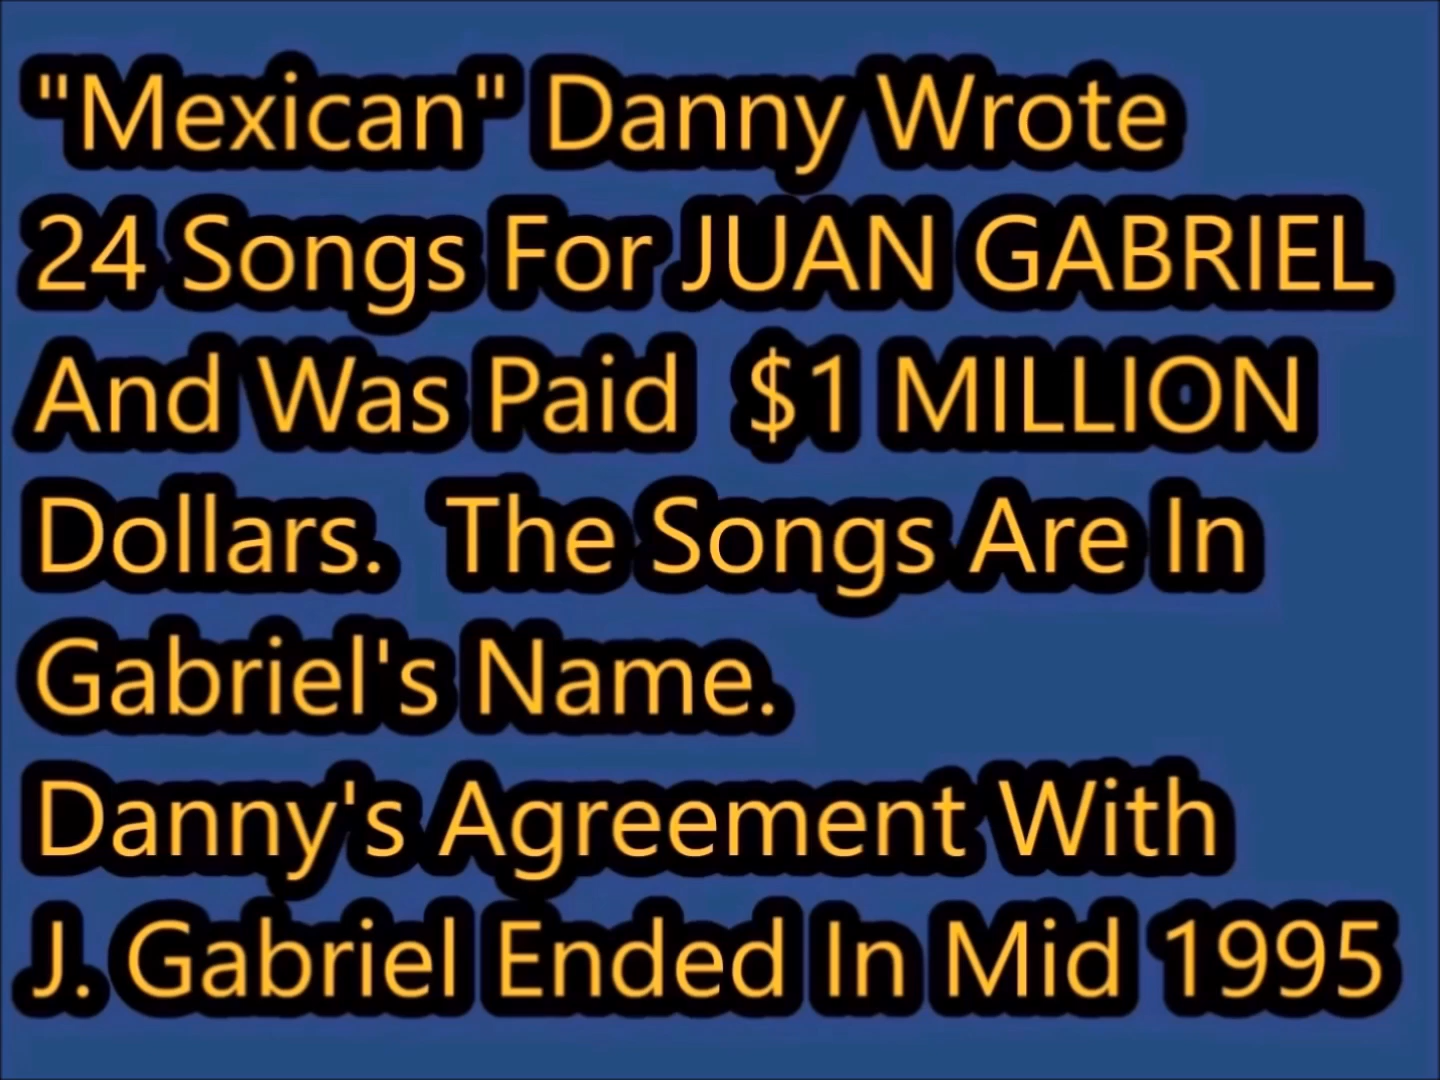 "Mexican" Danny Wrote
24 Songs For JUAN GABRIEL
And Was Paid  $1 MILLION
Dollars.  The Songs Are In
Gabriel's Name.
Danny's Agreement With
J. Gabriel Ended In Mid 1995